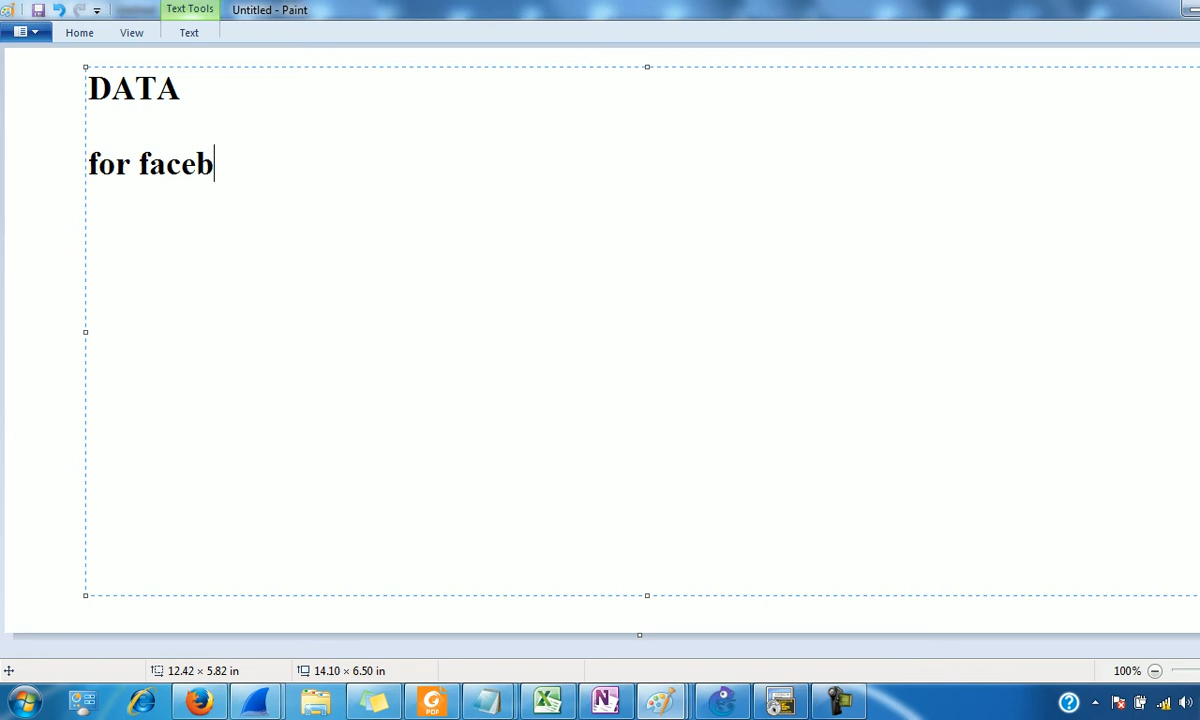 Text Tools
Untitled - Paint
Home
View
Text
DATA
for faceb
12.42 × 5.82 in
14.10 × 6.50 in
100%
PDF